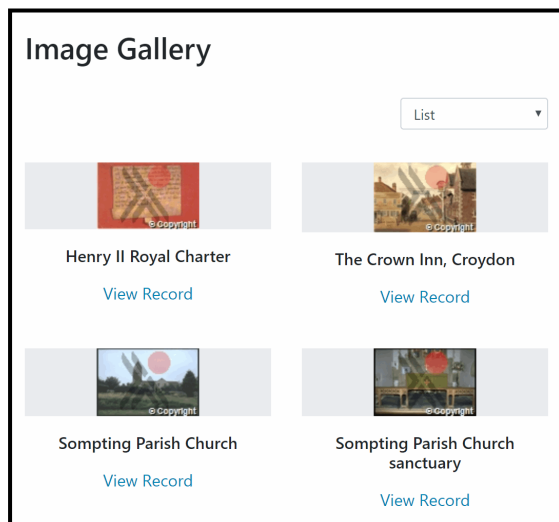 Image Gallery
List
© Copyright
© Copyright
Henry II Royal Charter
The Crown Inn, Croydon
View Record
View Record
© Copyright
© Copyright
Sompting Parish Church
Sompting Parish Church
sanctuary
View Record
View Record